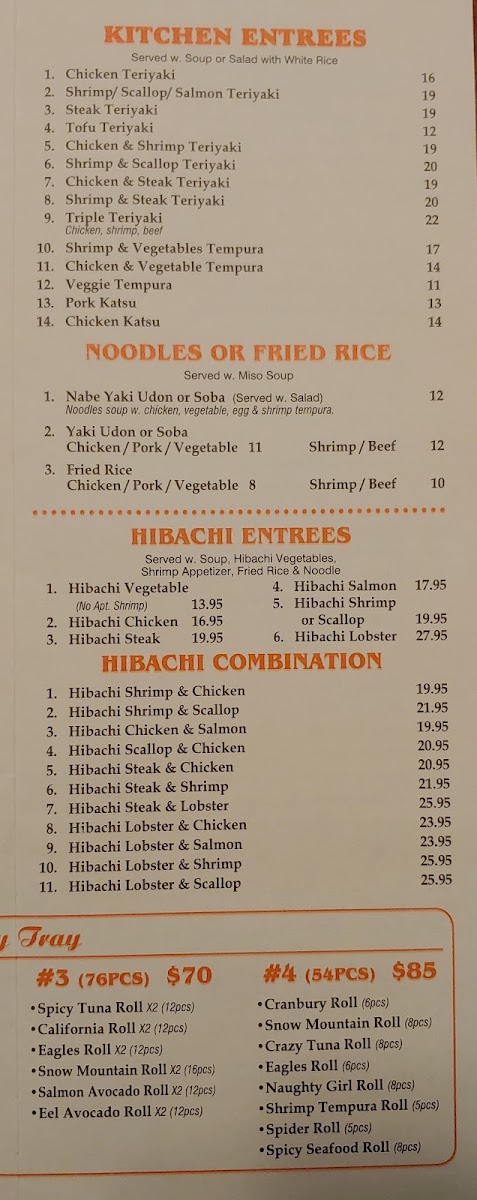 KITCHEN ENTREES
Served w. Soup or Salad with White Rice
1. Chicken Teriyaki 16
2. Shrimp/ Scallop/ Salmon Teriyaki 19
3. Steak Teriyaki 19
4. Tofu Teriyaki 12
5. Chicken & Shrimp Teriyaki 19
6. Shrimp & Scallop Teriyaki 20
7. Chicken & Steak Teriyaki 19
8. Shrimp & Steak Teriyaki 20
9. Triple Teriyaki 22
Chicken, shrimp, beef
10. Shrimp & Vegetables Tempura 17
11. Chicken & Vegetable Tempura 14
12. Veggie Tempura 11
13. Pork Katsu 13
14. Chicken Katsu 14
NOODLES OR FRIED RICE
Served w. Miso Soup
1. Nabe Yaki Udon or Soba (Served w. Salad) 12
Noodles soup w. chicken, vegetable, egg & shrimp tempura.
2. Yaki Udon or Soba
Chicken / Pork / Vegetable 11 Shrimp / Beef 12
3. Fried Rice
Chicken / Pork / Vegetable 8 Shrimp / Beef 10
HIBACHI ENTREES
Served w. Soup, Hibachi Vegetables,
Shrimp Appetizer, Fried Rice & Noodle
1. Hibachi Vegetable
(No Apt. Shrimp) 13.95
2. Hibachi Chicken 16.95
3. Hibachi Steak 19.95
4. Hibachi Salmon 17.95
5. Hibachi Shrimp
or Scallop 19.95
6. Hibachi Lobster 27.95
HIBACHI COMBINATION
1. Hibachi Shrimp & Chicken 19.95
2. Hibachi Shrimp & Scallop 21.95
3. Hibachi Chicken & Salmon 19.95
4. Hibachi Scallop & Chicken 20.95
5. Hibachi Steak & Chicken 20.95
6. Hibachi Steak & Shrimp 21.95
7. Hibachi Steak & Lobster 25.95
8. Hibachi Lobster & Chicken 23.95
9. Hibachi Lobster & Salmon 23.95
10. Hibachi Lobster & Shrimp 25.95
11. Hibachi Lobster & Scallop 25.95
y Tray
#3 (76PCS) $70
•Spicy Tuna Roll X2 (12pcs)
•California Roll X2 (12pcs)
•Eagles Roll X2 (12pcs)
•Snow Mountain Roll X2 (16pcs)
•Salmon Avocado Roll X2 (12pcs)
•Eel Avocado Roll X2 (12pcs)
#4 (54PCS) $85
•Cranbury Roll (6pcs)
•Snow Mountain Roll (8pcs)
•Crazy Tuna Roll (8pcs)
•Eagles Roll (6pcs)
•Naughty Girl Roll (8pcs)
•Shrimp Tempura Roll (5pcs)
•Spider Roll (5pcs)
•Spicy Seafood Roll (8pcs)